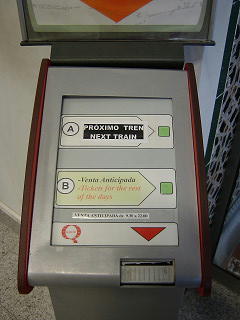 A
PRÓXIMO TREN
NEXT TRAIN
B
-Venta Anticipada
-Tickets for the rest
of the days
VENTA ANTICIPADA de 9.30 a 22.00